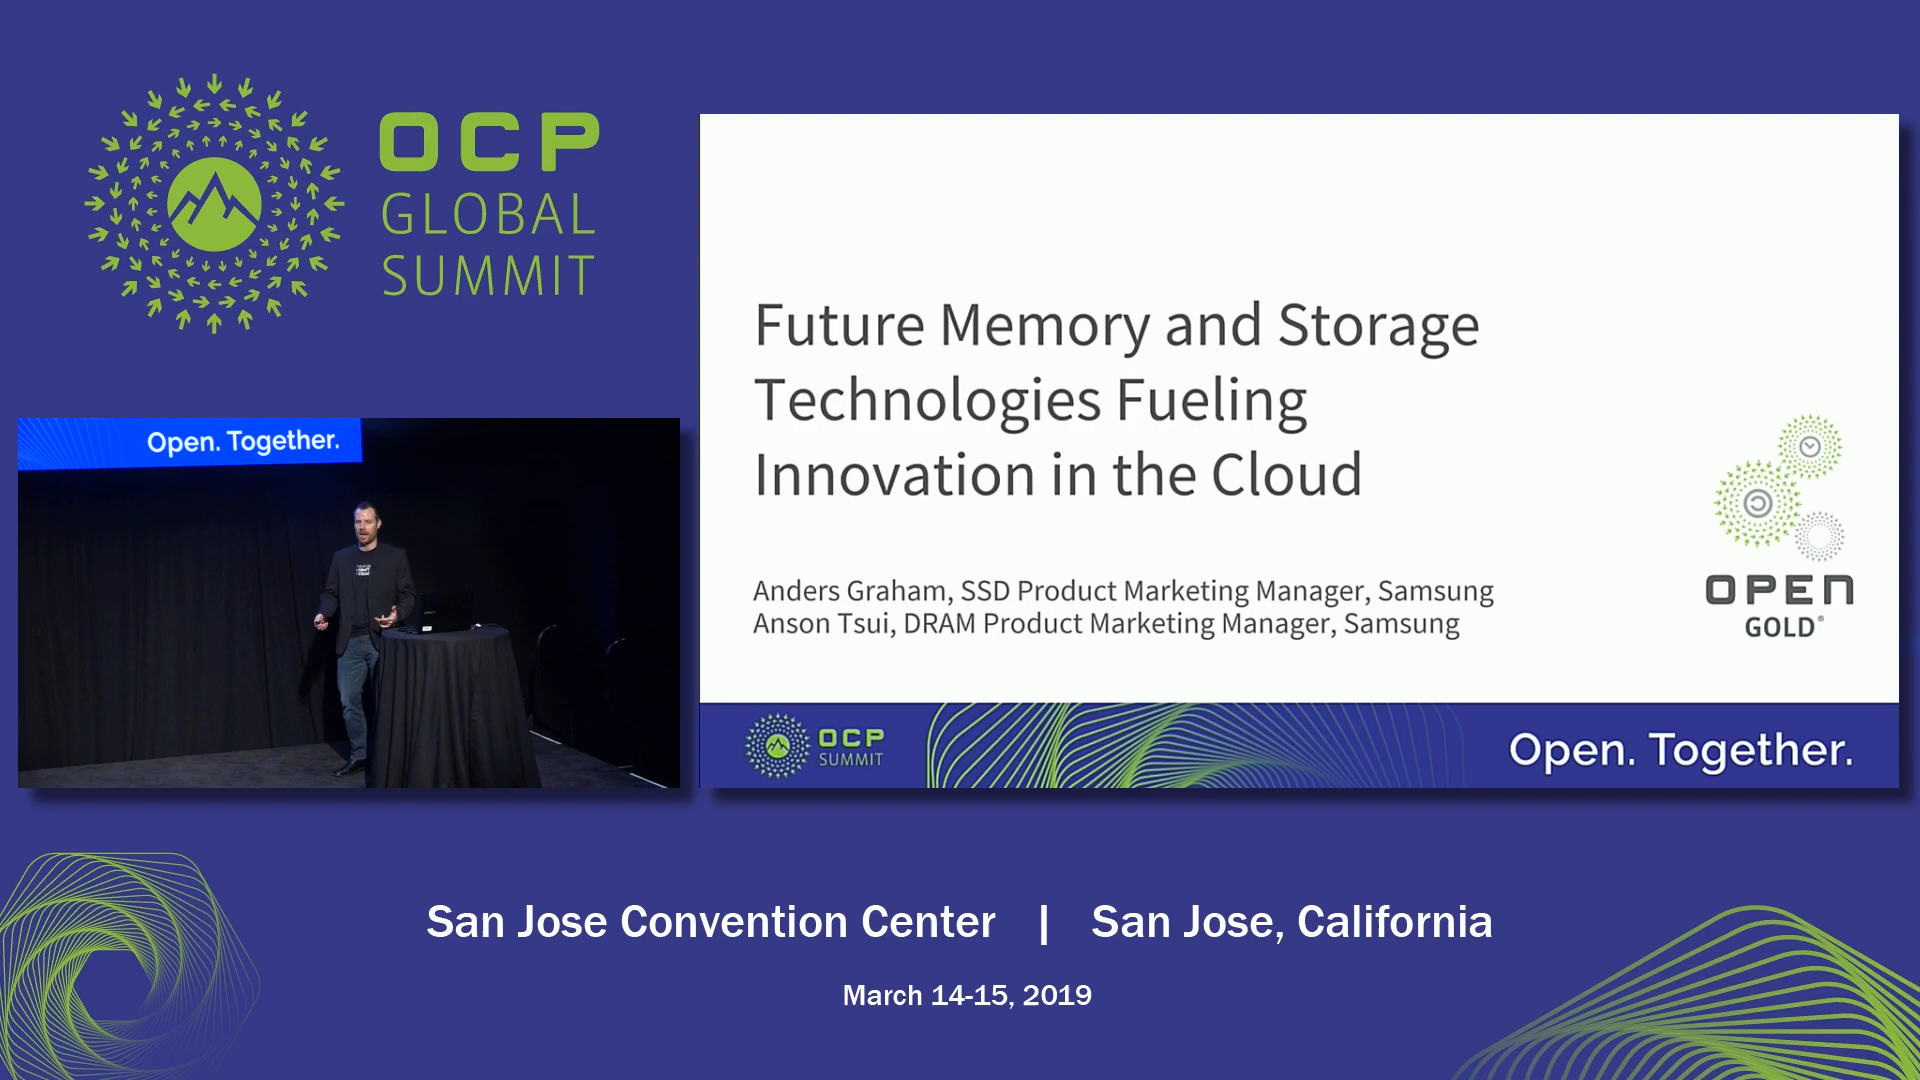 OCP
GLOBAL
SUMMIT
Open. Together.
Future Memory and Storage
Technologies Fueling
Innovation in the Cloud
Anders Graham, SSD Product Marketing Manager, Samsung
Anson Tsui, DRAM Product Marketing Manager, Samsung
OPEN
GOLD®
OCP
SUMMIT
Open. Together.
San Jose Convention Center | San Jose, California
March 14-15, 2019